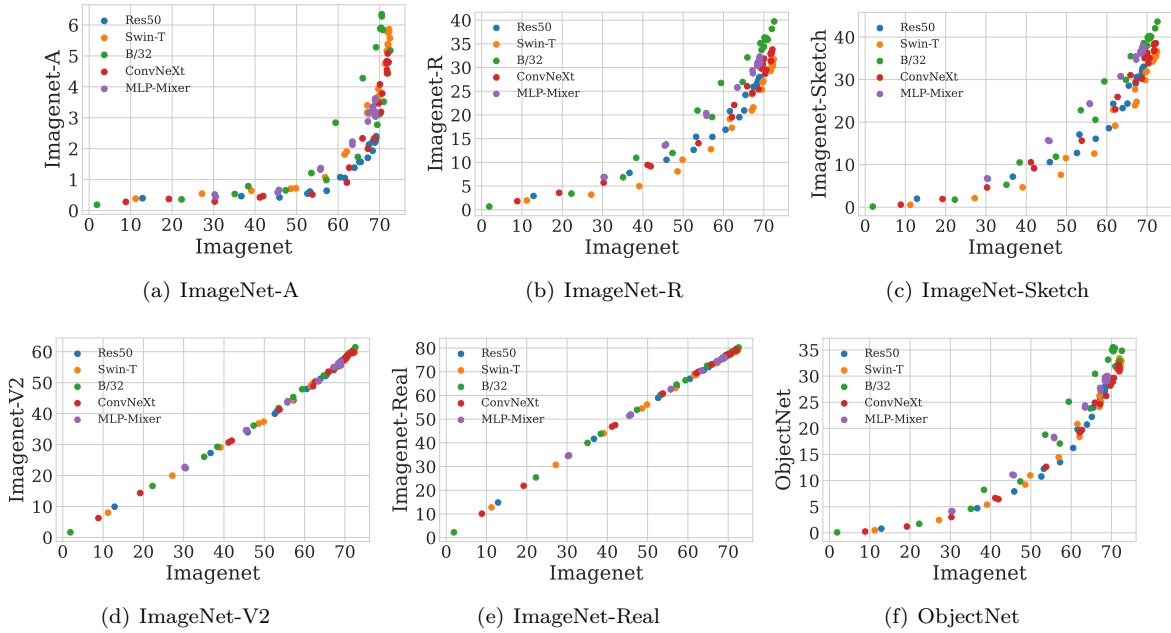 Imagenet-A
6
5
4
3
2
1
0
Res50
Swin-T
B/32
ConvNeXt
MLP-Mixer
0 10 20 30 40 50 60 70
Imagenet
(a) ImageNet-A
Imagenet-R
40
35
30
25
20
15
10
5
0
Res50
Swin-T
B/32
ConvNeXt
MLP-Mixer
0 10 20 30 40 50 60 70
Imagenet
(b) ImageNet-R
Imagenet-Sketch
40
30
20
10
0
Res50
Swin-T
B/32
ConvNeXt
MLP-Mixer
0 10 20 30 40 50 60 70
Imagenet
(c) ImageNet-Sketch
Imagenet-V2
60
50
40
30
20
10
0
Res50
Swin-T
B/32
ConvNeXt
MLP-Mixer
0 10 20 30 40 50 60 70
Imagenet
(d) ImageNet-V2
Imagenet-Real
80
70
60
50
40
30
20
10
0
Res50
Swin-T
B/32
ConvNeXt
MLP-Mixer
0 10 20 30 40 50 60 70
Imagenet
(e) ImageNet-Real
ObjectNet
35
30
25
20
15
10
5
0
Res50
Swin-T
B/32
ConvNeXt
MLP-Mixer
0 10 20 30 40 50 60 70
Imagenet
(f) ObjectNet